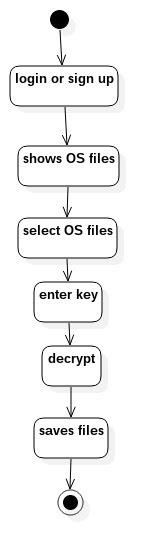 login or sign up
shows OS files
select OS files
enter key
decrypt
saves files